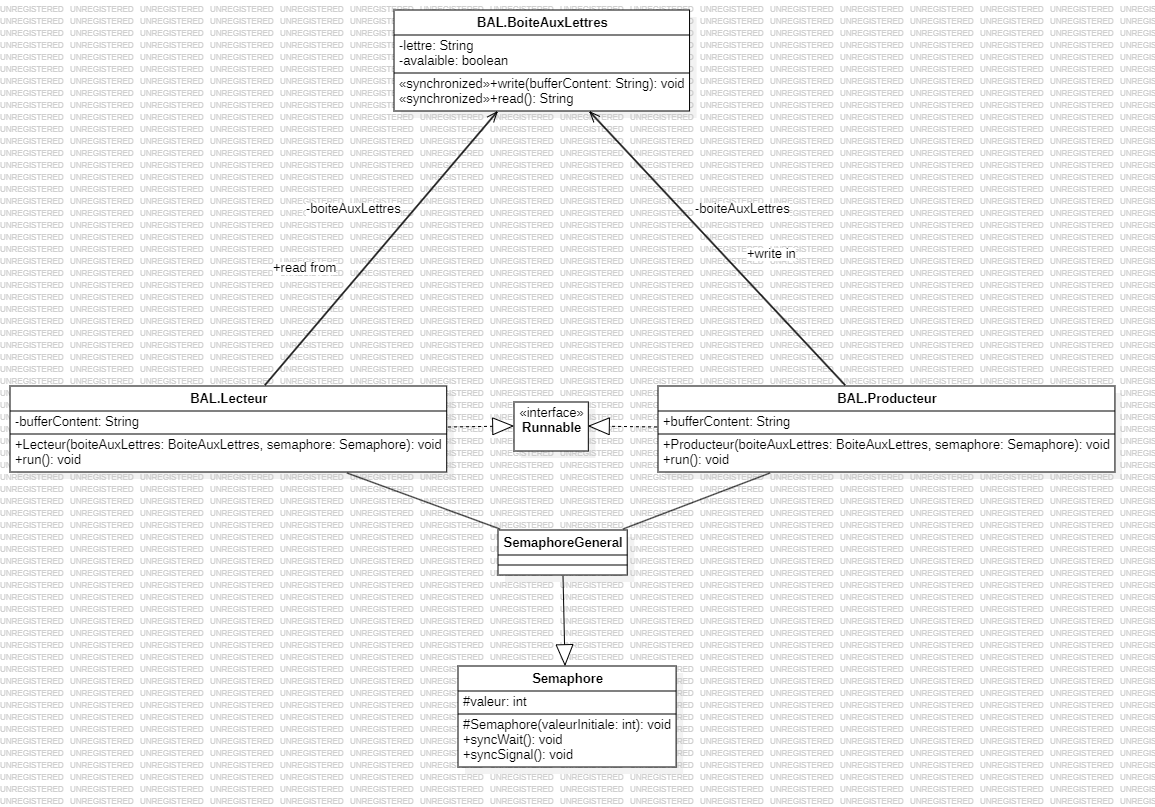 BAL.BoiteAuxLettres
-lettre: String
-avalaible: boolean
«synchronized»+write(bufferContent: String): void
«synchronized»+read(): String
-boiteAuxLettres
-boiteAuxLettres
+write in
+read from
BAL.Lecteur
-bufferContent: String
+Lecteur(boiteAuxLettres: BoiteAuxLettres, semaphore: Semaphore): void
+run(): void
«interface»
Runnable
BAL.Producteur
+bufferContent: String
+Producteur(boiteAuxLettres: BoiteAuxLettres, semaphore: Semaphore): void
+run(): void
SemaphoreGeneral
Semaphore
#valeur: int
#Semaphore(valeurInitiale: int): void
+syncWait(): void
+syncSignal(): void
UNREGISTERED